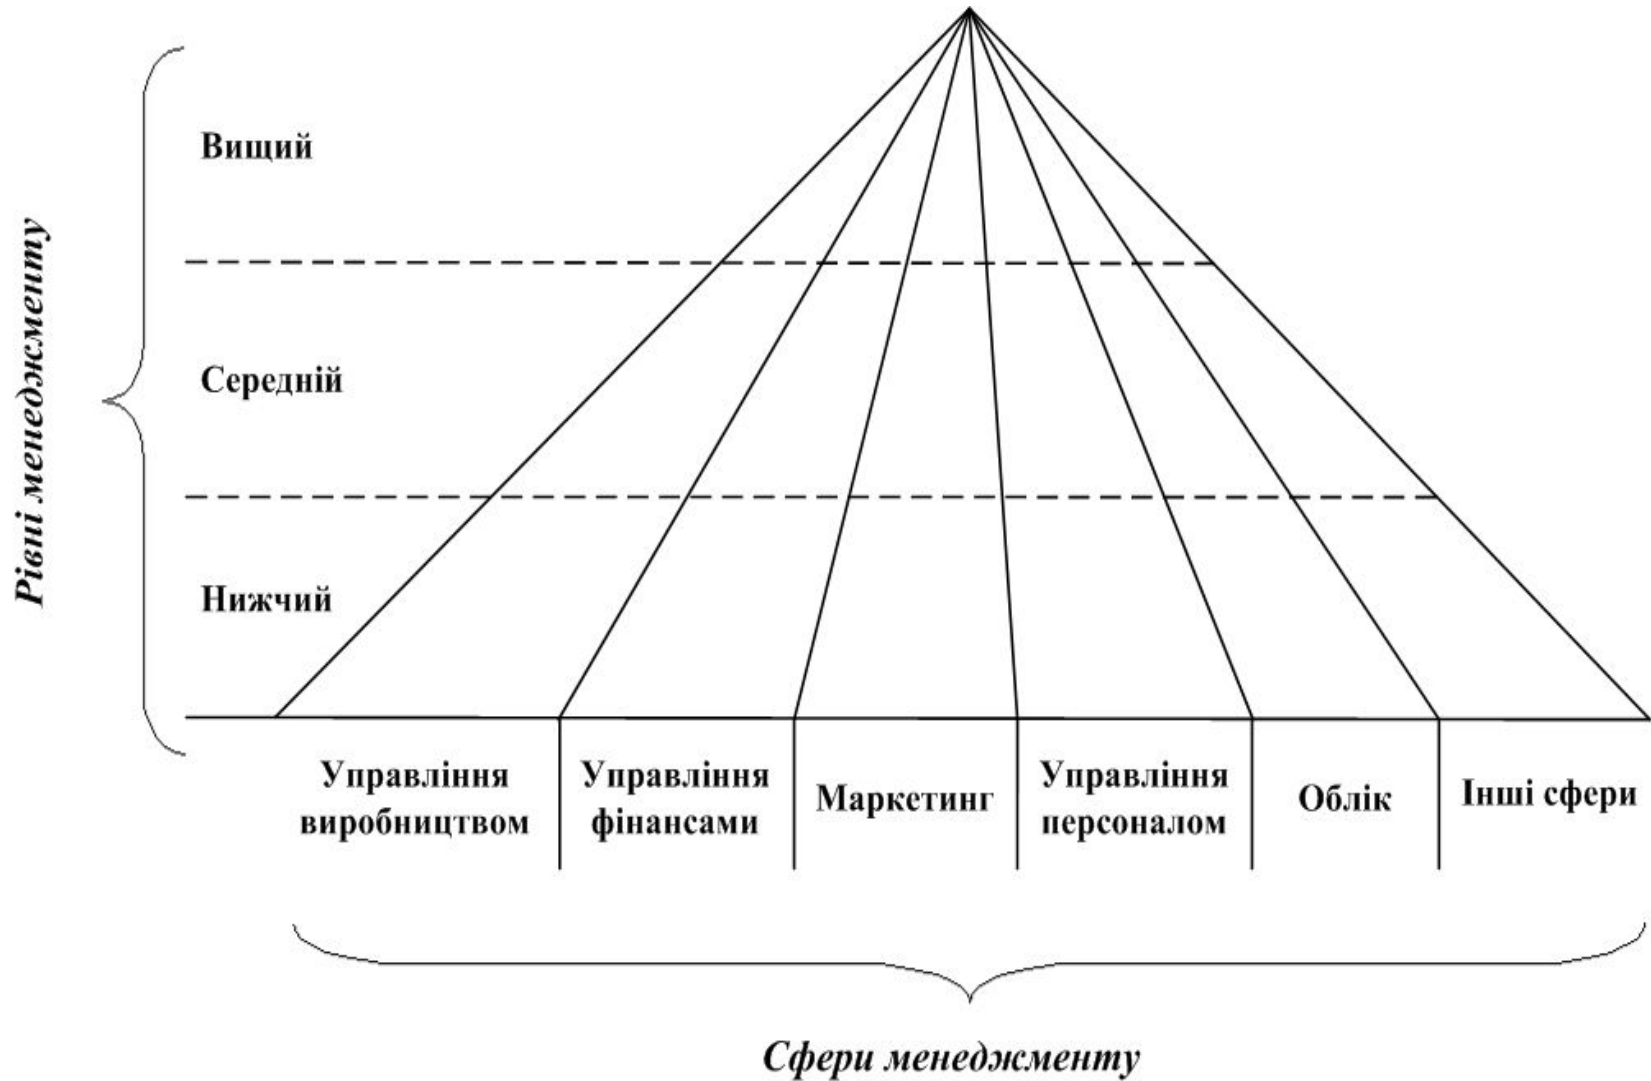 Рівні менеджменту
Вищий
Середній
Нижчий
Управління
виробництвом
Управління
фінансами
Маркетинг
Управління
персоналом
Облік
Інші сфери
Сфери менеджменту